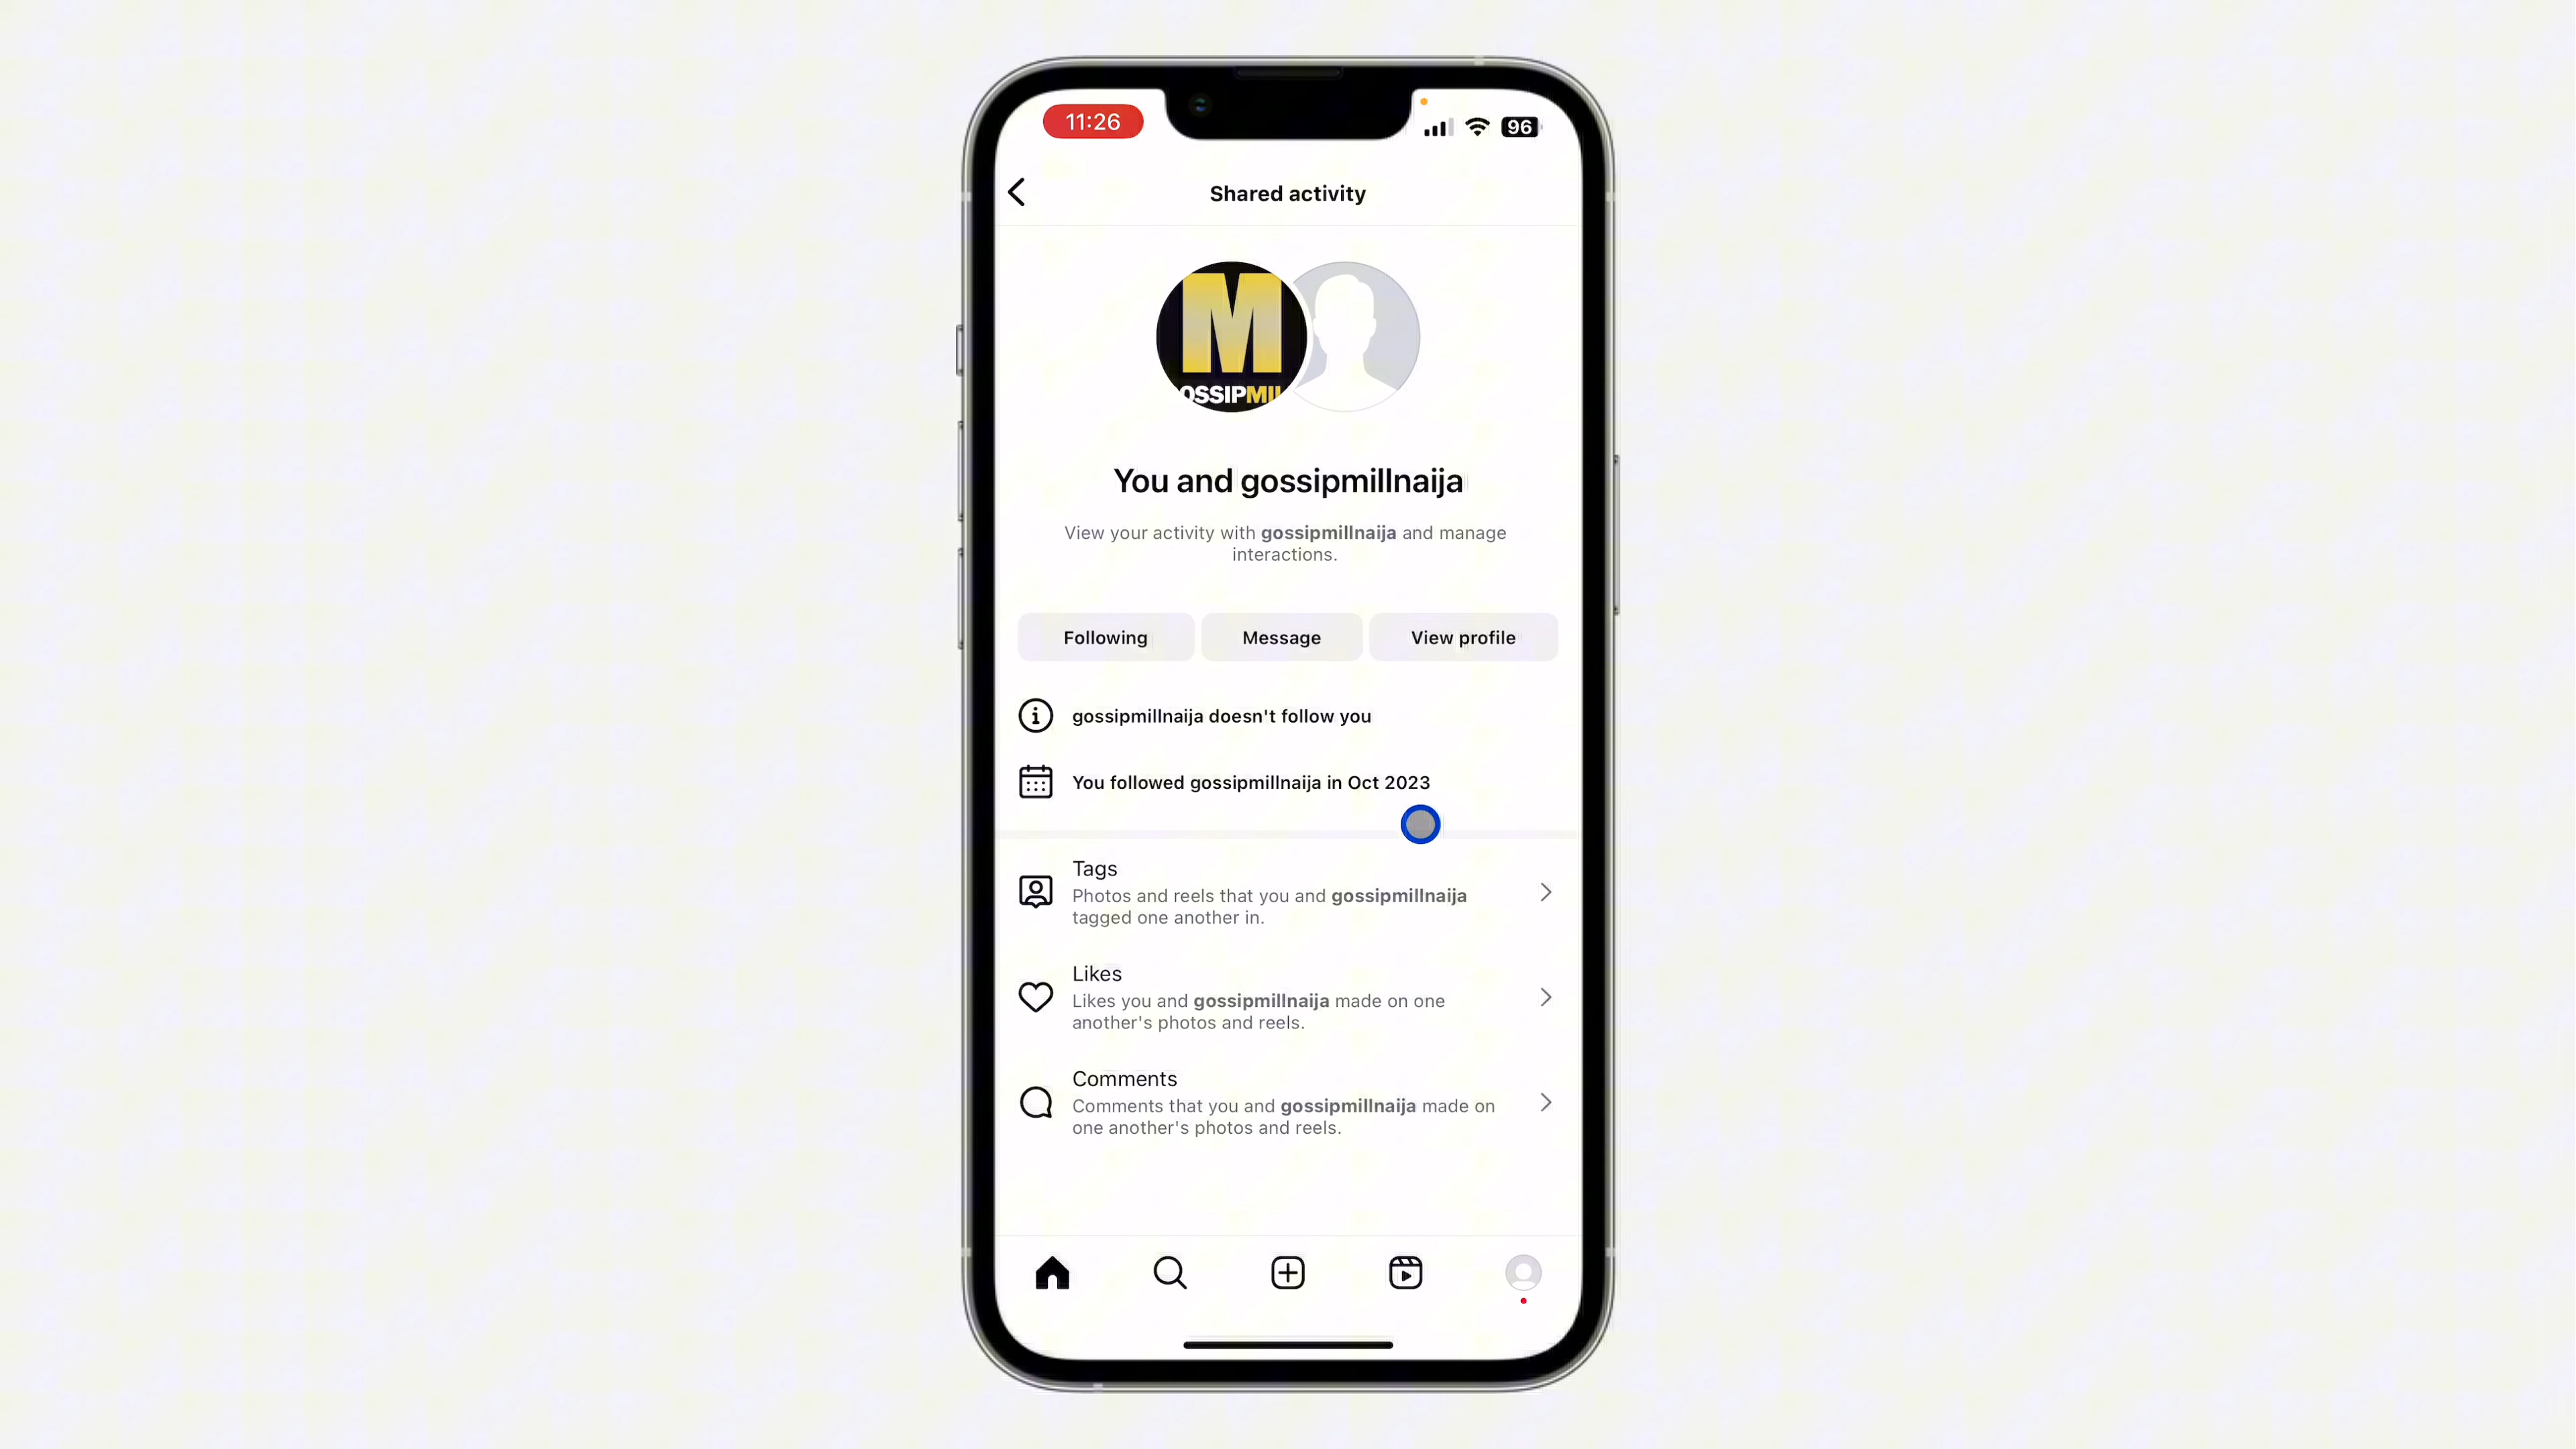 11:26
96
Shared activity
M
OSSIPMIL
You and gossipmillnaija
View your activity with gossipmillnaija and manage
interactions.
Following
Message
View profile
gossipmillnaija doesn't follow you
You followed gossipmillnaija in Oct 2023
Tags
Photos and reels that you and gossipmillnaija
tagged one another in.
Likes
Likes you and gossipmillnaija made on one
another's photos and reels.
Comments
Comments that you and gossipmillnaija made on
one another's photos and reels.